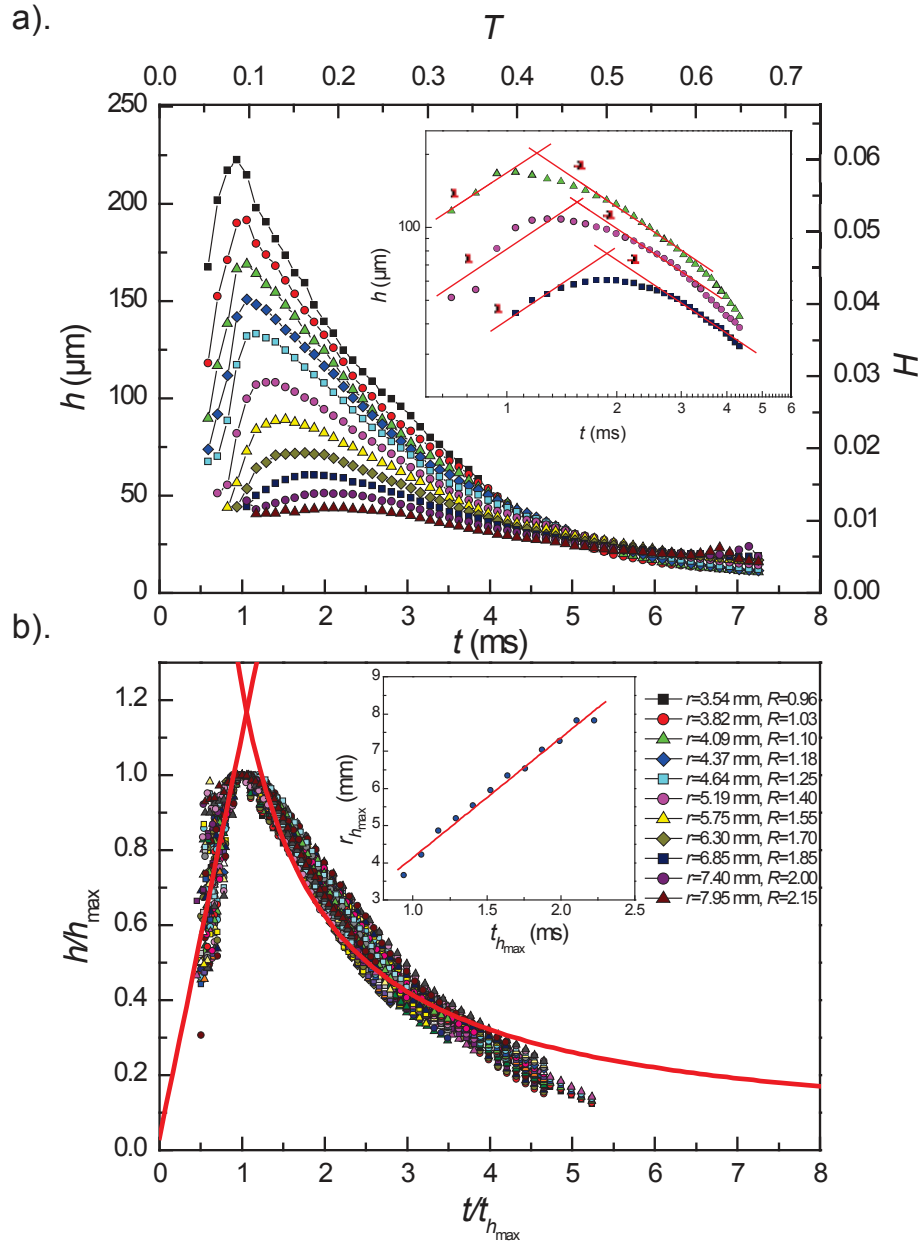 a).
T
0.0 0.1 0.2 0.3 0.4 0.5 0.6 0.7
250
200
150
100
50
0
h (μm)
0.06
0.05
0.04
0.03
0.02
0.01
0.00
H
100
h (μm)
1 2 3 4 5 6
t (ms)
0 1 2 3 4 5 6 7 8
t (ms)
b).
1.2
1.0
0.8
0.6
0.4
0.2
0.0
h/hmax
9
8
7
6
5
4
3
rhmax (mm)
1.0 1.5 2.0 2.5
thmax (ms)
r=3.54 mm, R=0.96
r=3.82 mm, R=1.03
r=4.09 mm, R=1.10
r=4.37 mm, R=1.18
r=4.64 mm, R=1.25
r=5.19 mm, R=1.40
r=5.75 mm, R=1.55
r=6.30 mm, R=1.70
r=6.85 mm, R=1.85
r=7.40 mm, R=2.00
r=7.95 mm, R=2.15
0 1 2 3 4 5 6 7 8
t/thmax